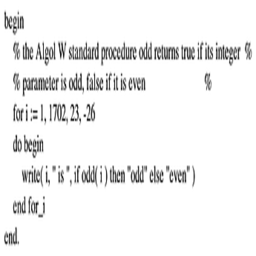 begin
% the Algol W standard procedure odd returns true if its integer %
% parameter is odd, false if it is even %
for i := 1, 1702, 23, -26
do begin
write( i, " is ", if odd( i ) then "odd" else "even" )
end for_i
end.